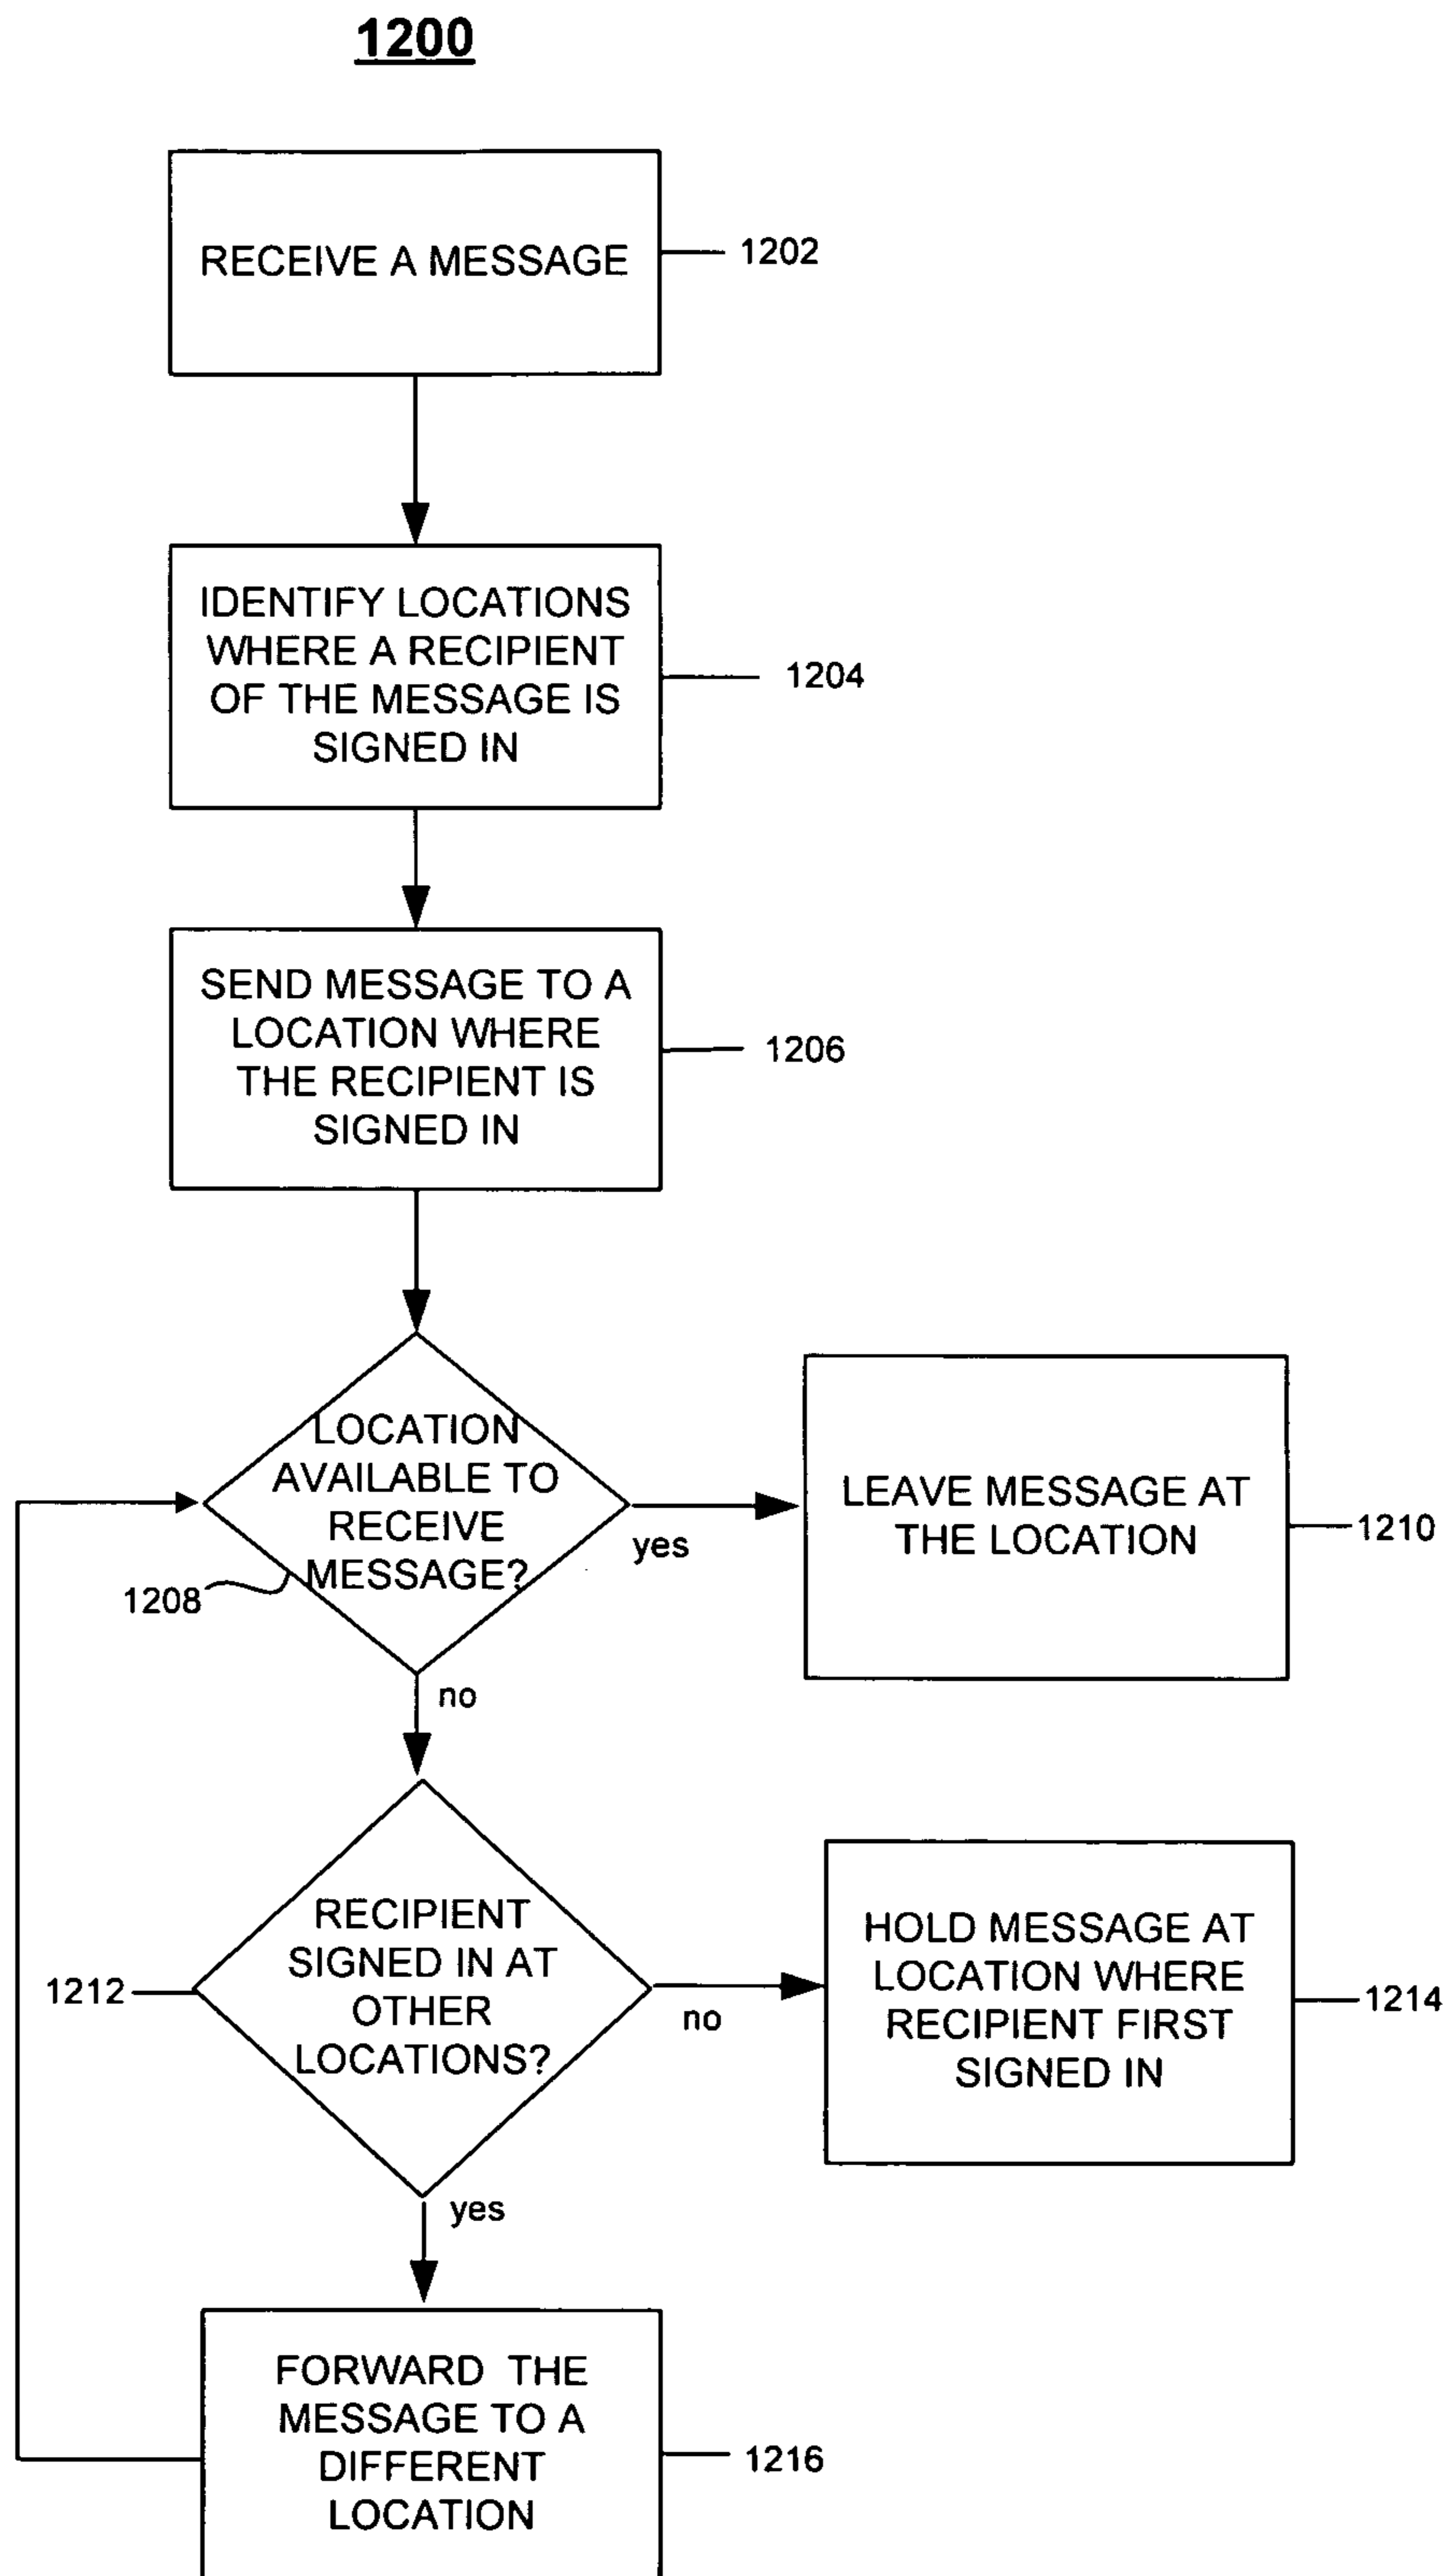 1200
RECEIVE A MESSAGE
1202
IDENTIFY LOCATIONS
WHERE A RECIPIENT
OF THE MESSAGE IS
SIGNED IN
1204
SEND MESSAGE TO A
LOCATION WHERE
THE RECIPIENT IS
SIGNED IN
1206
LOCATION
AVAILABLE TO
RECEIVE
MESSAGE?
1208
yes
LEAVE MESSAGE AT
THE LOCATION
1210
no
RECIPIENT
SIGNED IN AT
OTHER
LOCATIONS?
1212
no
HOLD MESSAGE AT
LOCATION WHERE
RECIPIENT FIRST
SIGNED IN
1214
yes
FORWARD THE
MESSAGE TO A
DIFFERENT
LOCATION
1216